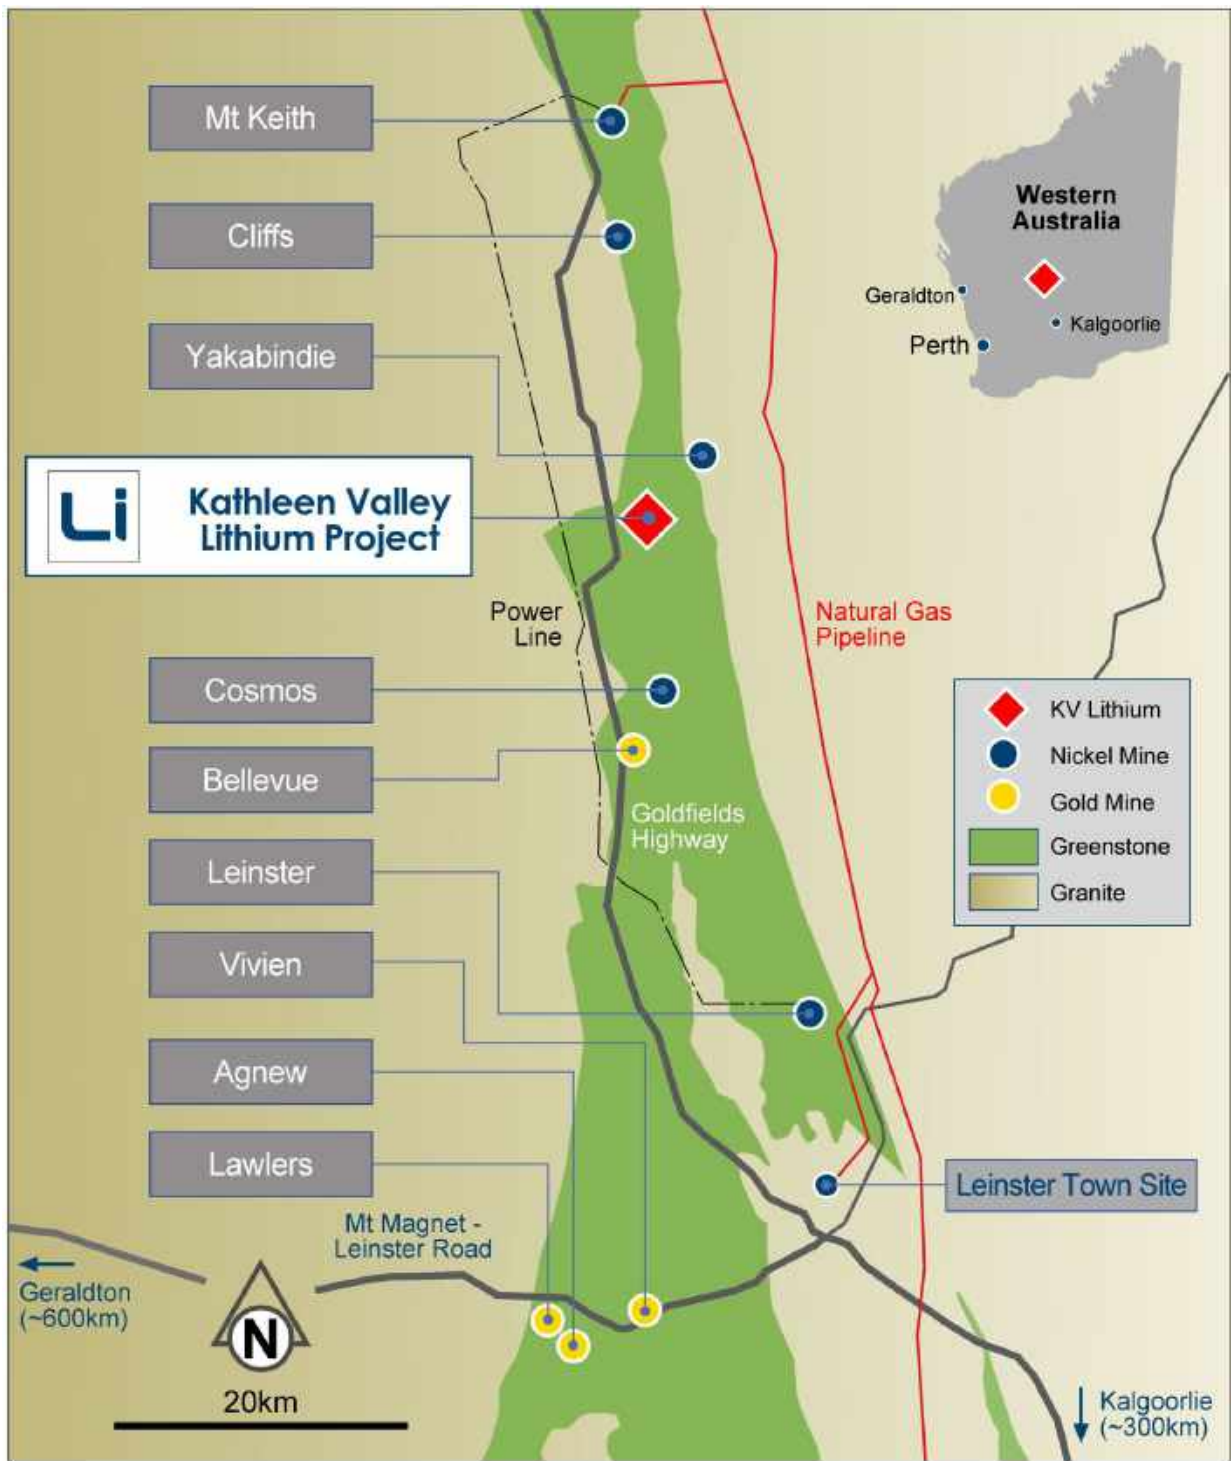 Mt Keith
Cliffs
Yakabindie
Li
Kathleen Valley
Lithium Project
Cosmos
Bellevue
Leinster
Vivien
Agnew
Lawlers
Western
Australia
Geraldton
Kalgoorlie
Perth
Power
Line
Natural Gas
Pipeline
KV Lithium
Nickel Mine
Gold Mine
Greenstone
Granite
Goldfields
Highway
Leinster Town Site
Mt Magnet -
Leinster Road
Geraldton
(~600km)
N
20km
Kalgoorlie
(~300km)